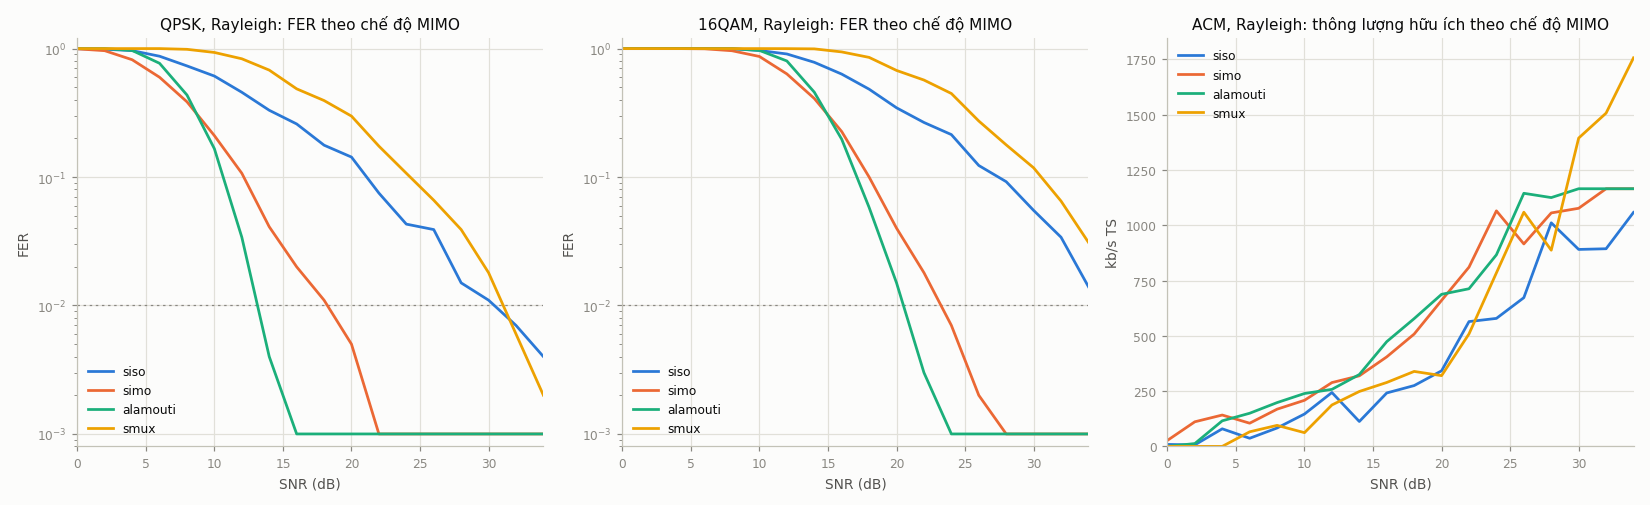 QPSK, Rayleigh: FER theo chế độ MIMO
10⁰
10⁻¹
10⁻²
10⁻³
FER
siso
simo
alamouti
smux
0 5 10 15 20 25 30
SNR (dB)
16QAM, Rayleigh: FER theo chế độ MIMO
10⁰
10⁻¹
10⁻²
10⁻³
FER
siso
simo
alamouti
smux
0 5 10 15 20 25 30
SNR (dB)
ACM, Rayleigh: thông lượng hữu ích theo chế độ MIMO
siso
simo
alamouti
smux
1750
1500
1250
1000
750
500
250
0
kb/s TS
0 5 10 15 20 25 30
SNR (dB)